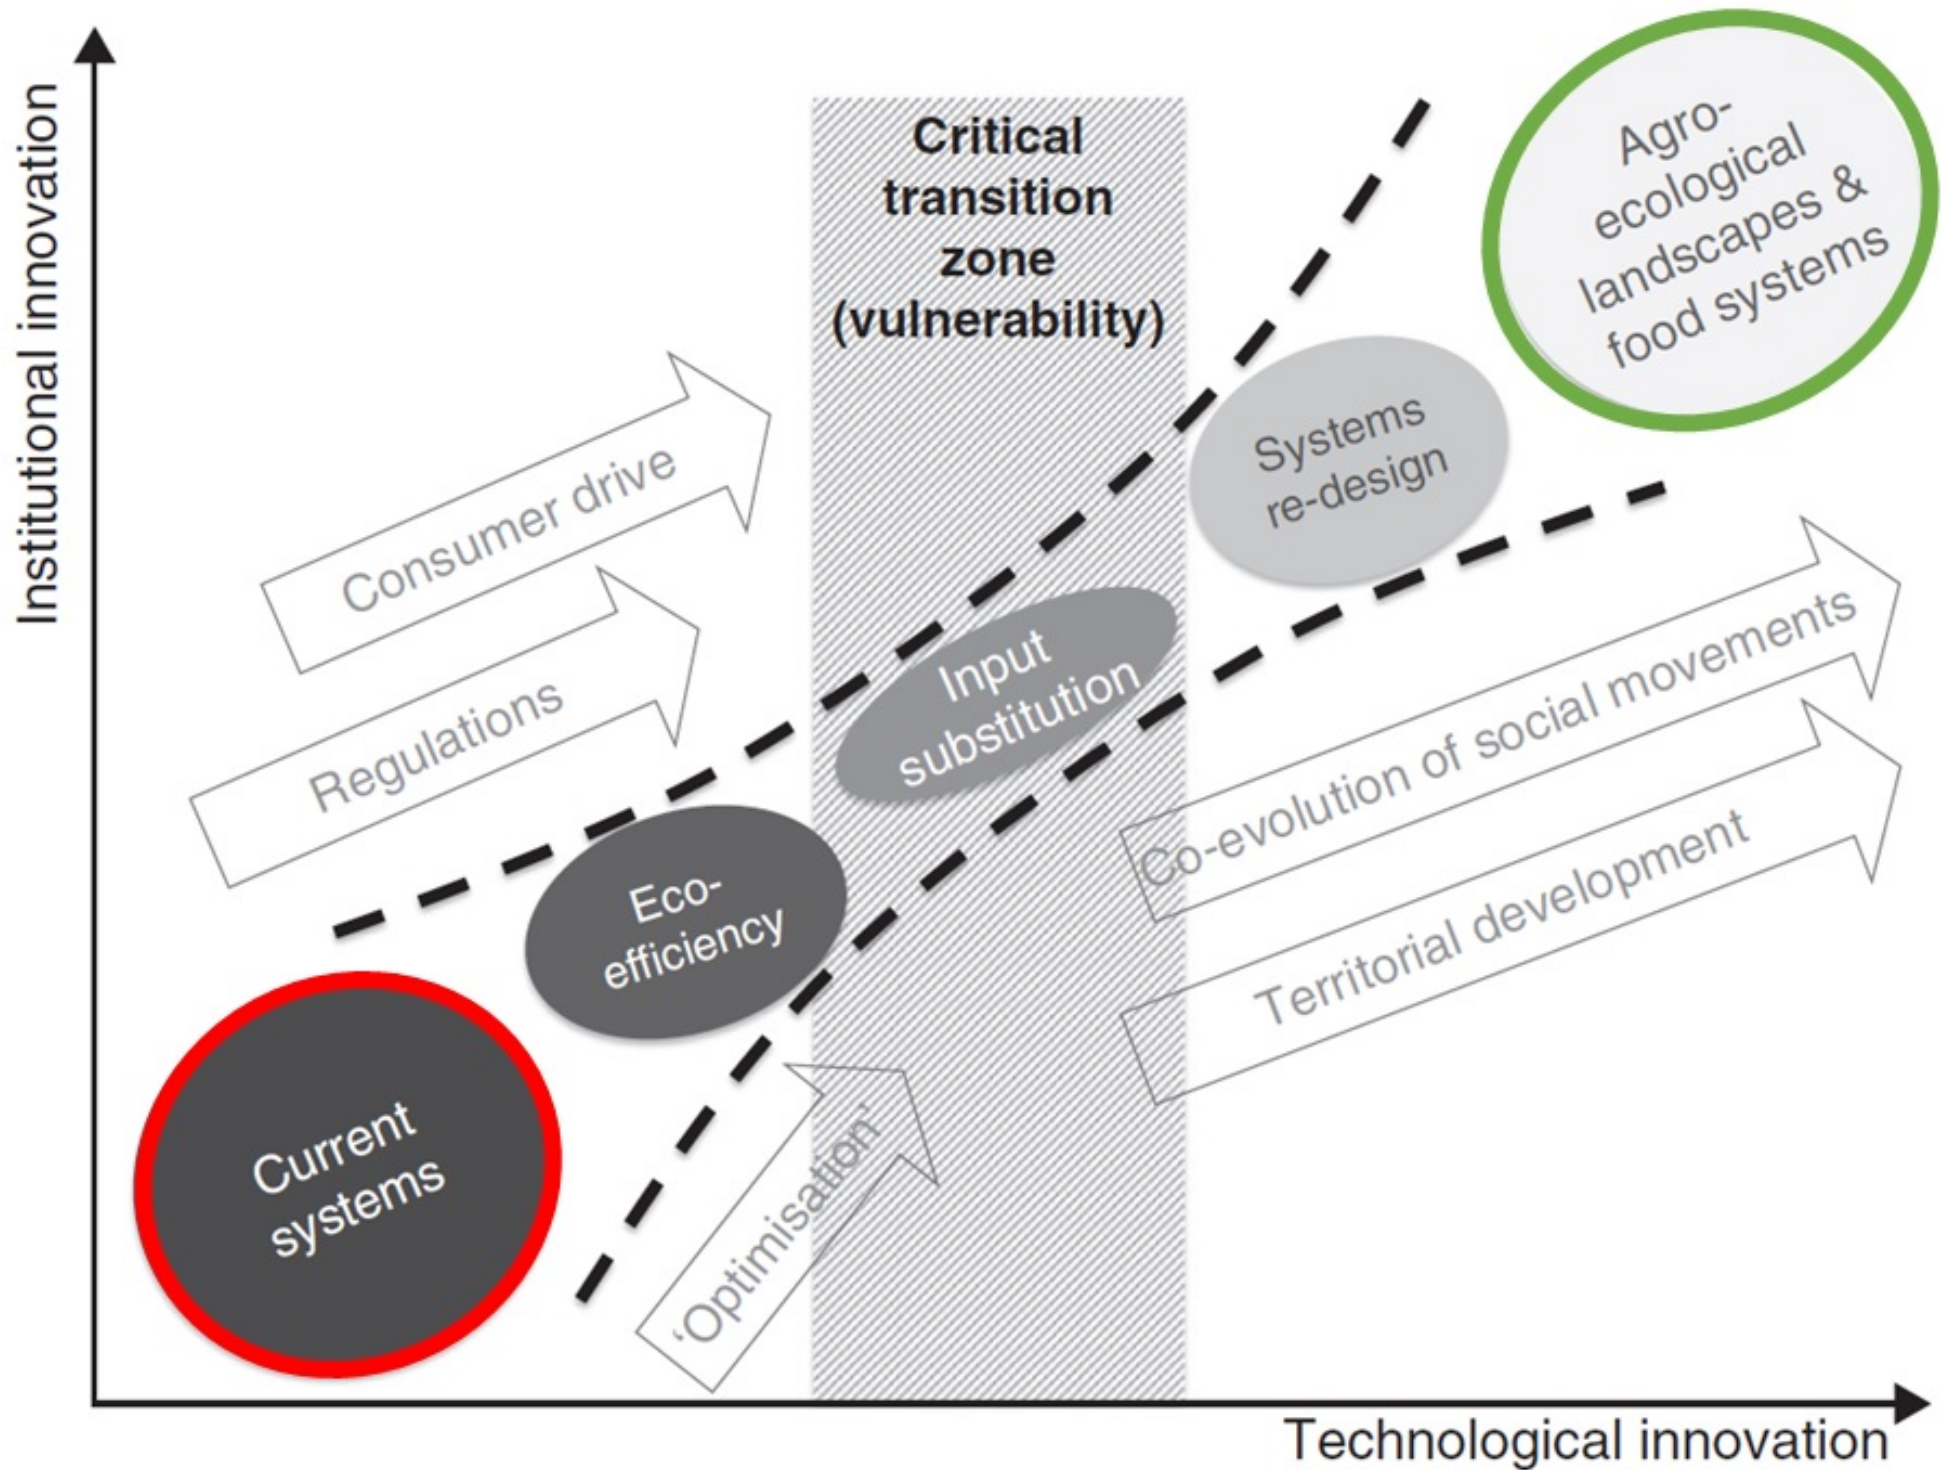 Institutional innovation
Critical
transition
zone
(vulnerability)
Agro-
ecological
landscapes &
food systems
Consumer drive
Systems
re-design
Regulations
Input
substitution
Co-evolution of social movements
Eco-
efficiency
Territorial development
Current
systems
‘Optimisation’
Technological innovation